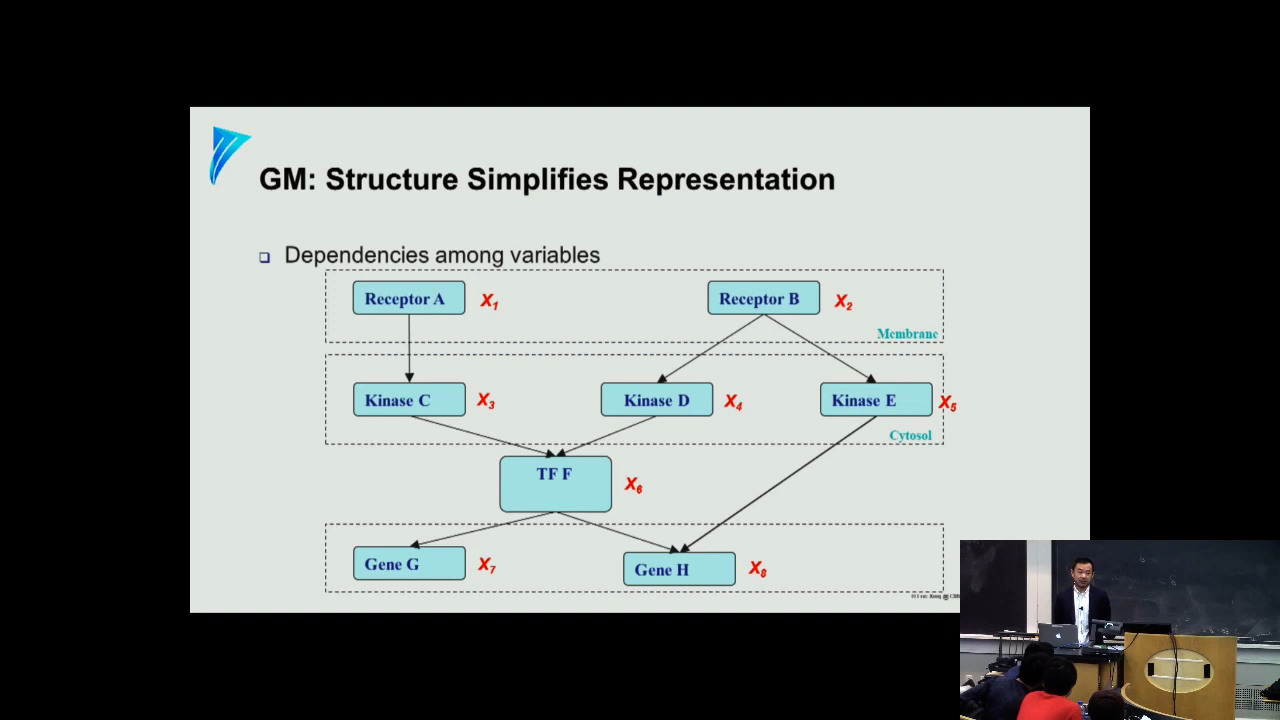 GM: Structure Simplifies Representation
Dependencies among variables
Receptor A X1 Receptor B X2
Membrane
Kinase C X3 Kinase D X4 Kinase E X5
Cytosol
TF F X6
Gene G X7 Gene H X8